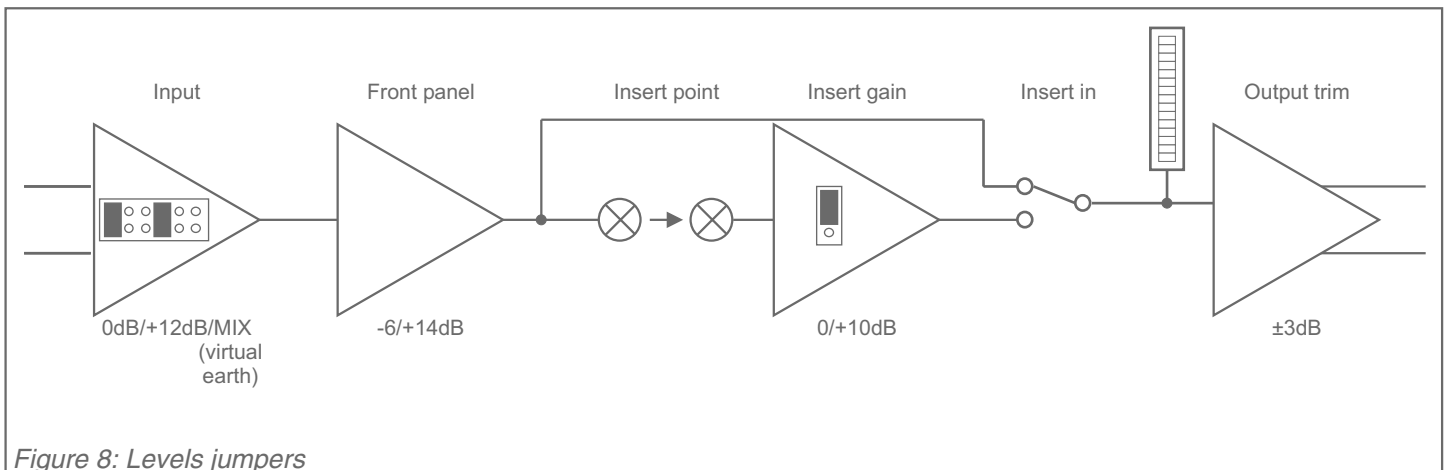 Input
Front panel
Insert point
Insert gain
Insert in
Output trim
0dB/+12dB/MIX
(virtual
earth)
-6/+14dB
0/+10dB
±3dB
Figure 8: Levels jumpers